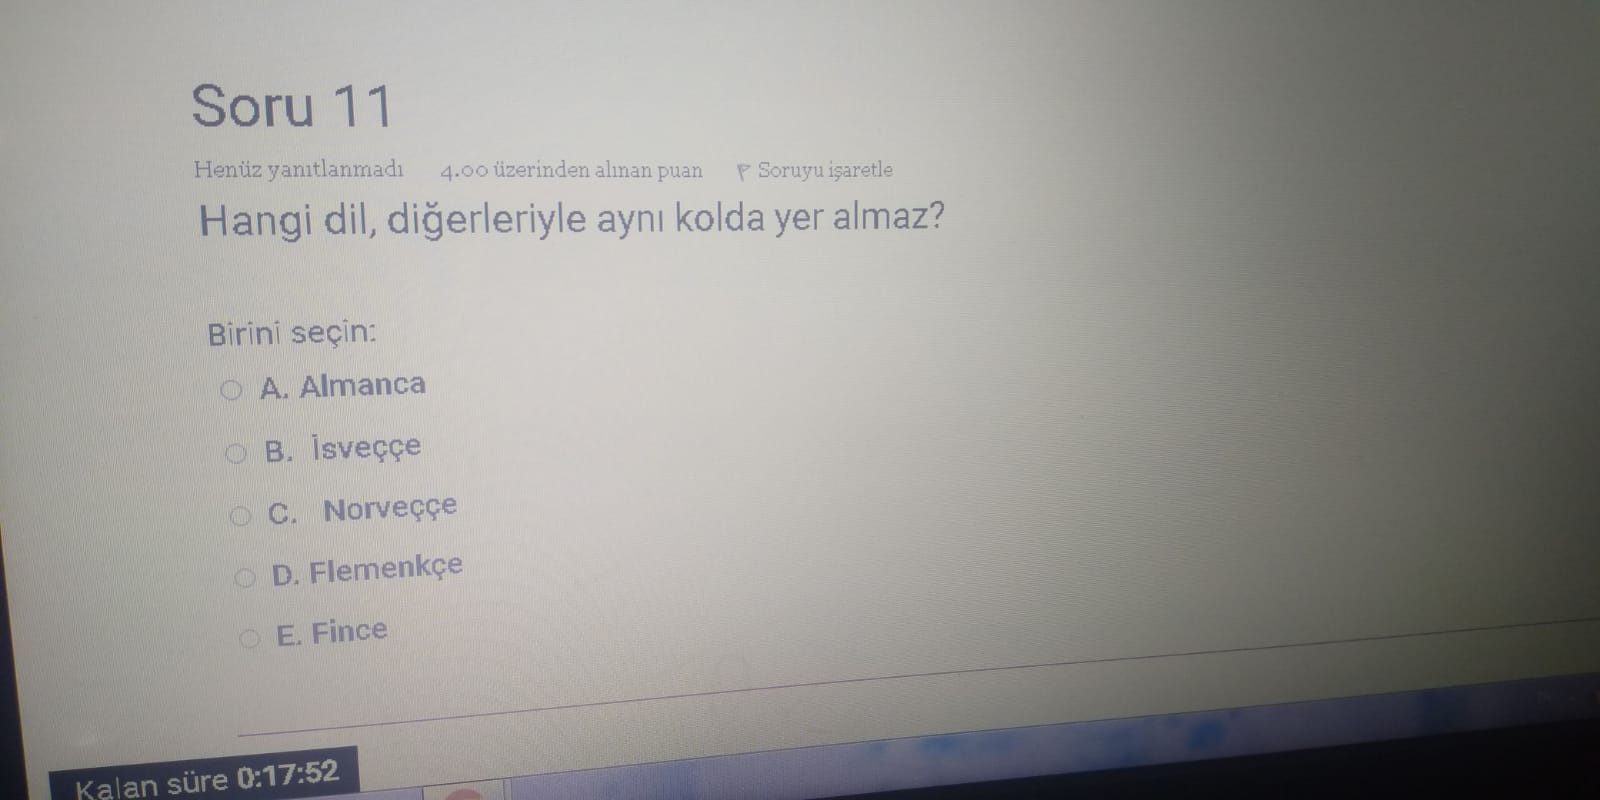 Soru 11
Henüz yanıtlanmadı 4.00 üzerinden alınan puan Soruyu işaretle
Hangi dil, diğerleriyle aynı kolda yer almaz?
Birini seçin:
A. Almanca
B. İsveççe
C. Norveççe
D. Flemenkçe
E. Fince
Kalan süre 0:17:52